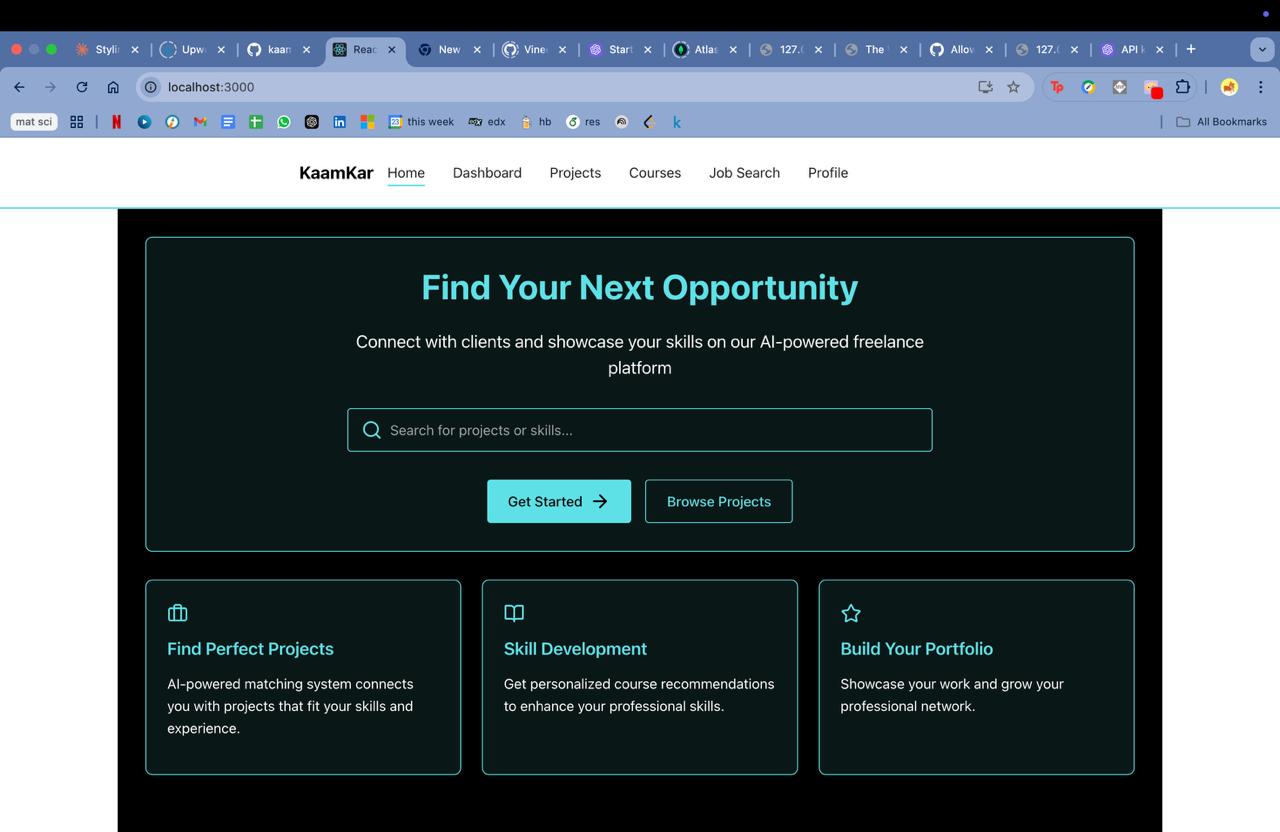 Styli
Upw
kaam
Reac
New
Vine
Start
Atlas
127.0
The
Allow
127.0
API k
localhost:3000
Tp
mat sci
N
23
this week
edx
hb
res
k
All Bookmarks
KaamKar
Home
Dashboard
Projects
Courses
Job Search
Profile
Find Your Next Opportunity
Connect with clients and showcase your skills on our AI-powered freelance
platform
Search for projects or skills...
Get Started
Browse Projects
Find Perfect Projects
AI-powered matching system connects
you with projects that fit your skills and
experience.
Skill Development
Get personalized course recommendations
to enhance your professional skills.
Build Your Portfolio
Showcase your work and grow your
professional network.